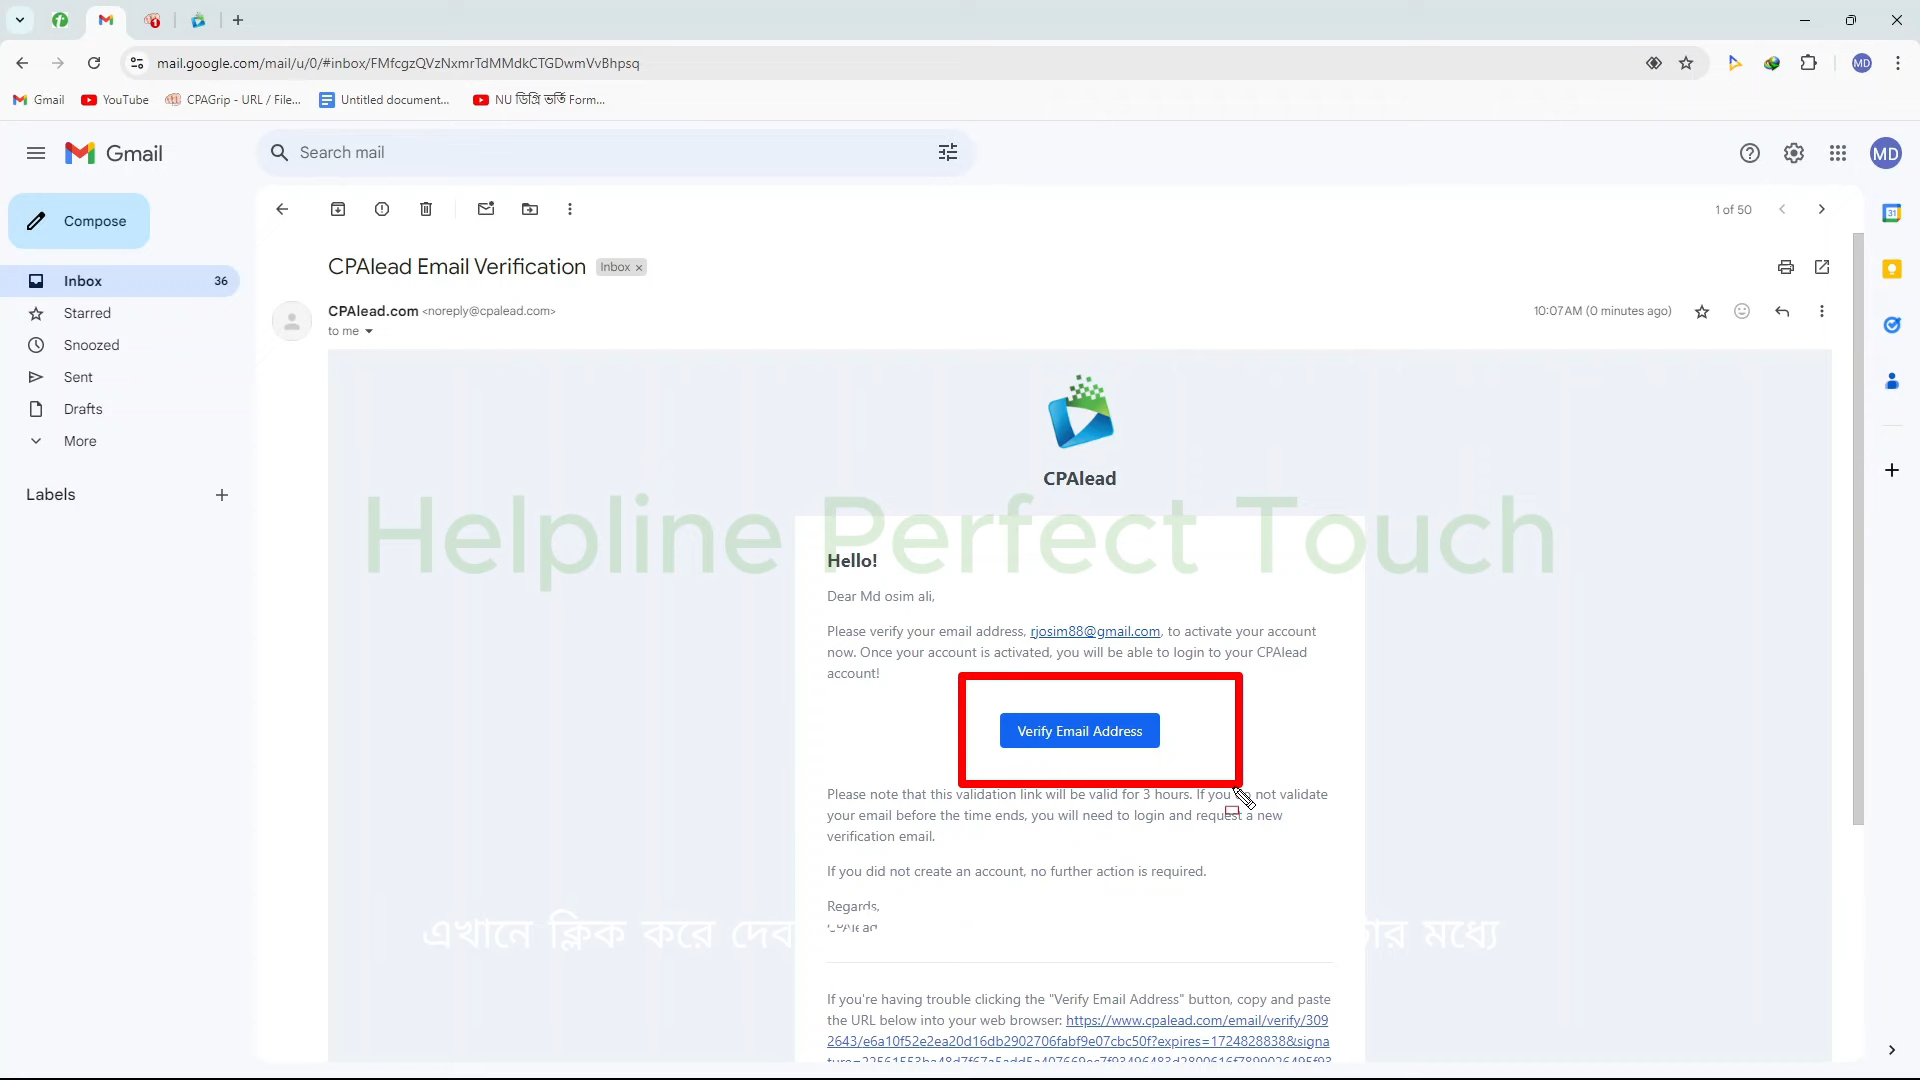 mail.google.com/mail/u/0/#inbox/FMfcgzQVzNxmrTdMMdkCTGDwmVvBhpsq
MD
Gmail
YouTube
CPAGrip - URL / File...
Untitled document...
NU ডিগ্রি ভর্তি Form...
Gmail
Search mail
MD
Compose
1 of 50
CPAlead Email Verification
Inbox ×
Inbox 36
CPAlead.com <noreply@cpalead.com>
10:07 AM (0 minutes ago)
to me
Starred
Snoozed
Sent
Drafts
More
Labels
31
CPAlead
Helpline Perfect Touch
Hello!
Dear Md osim ali,
Please verify your email address, rjosim88@gmail.com, to activate your account
now. Once your account is activated, you will be able to login to your CPAlead
account!
Verify Email Address
Please note that this validation link will be valid for 3 hours. If you do not validate
your email before the time ends, you will need to login and request a new
verification email.
If you did not create an account, no further action is required.
Regards,
CPAlead
এখানে ক্লিক করে মধ্যে
If you're having trouble clicking the "Verify Email Address" button, copy and paste
the URL below into your web browser: https://www.cpalead.com/email/verify/309
2643/e6a10f52e2ea20d16db2902706fabf9e07cbc50f?expires=1724828838&signa